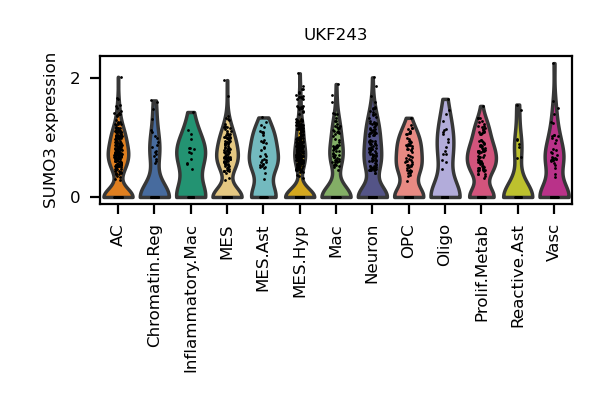 UKF243
SUMO3 expression
2
0
AC
Chromatin.Reg
Inflammatory.Mac
MES
MES.Ast
MES.Hyp
Mac
Neuron
OPC
Oligo
Prolif.Metab
Reactive.Ast
Vasc